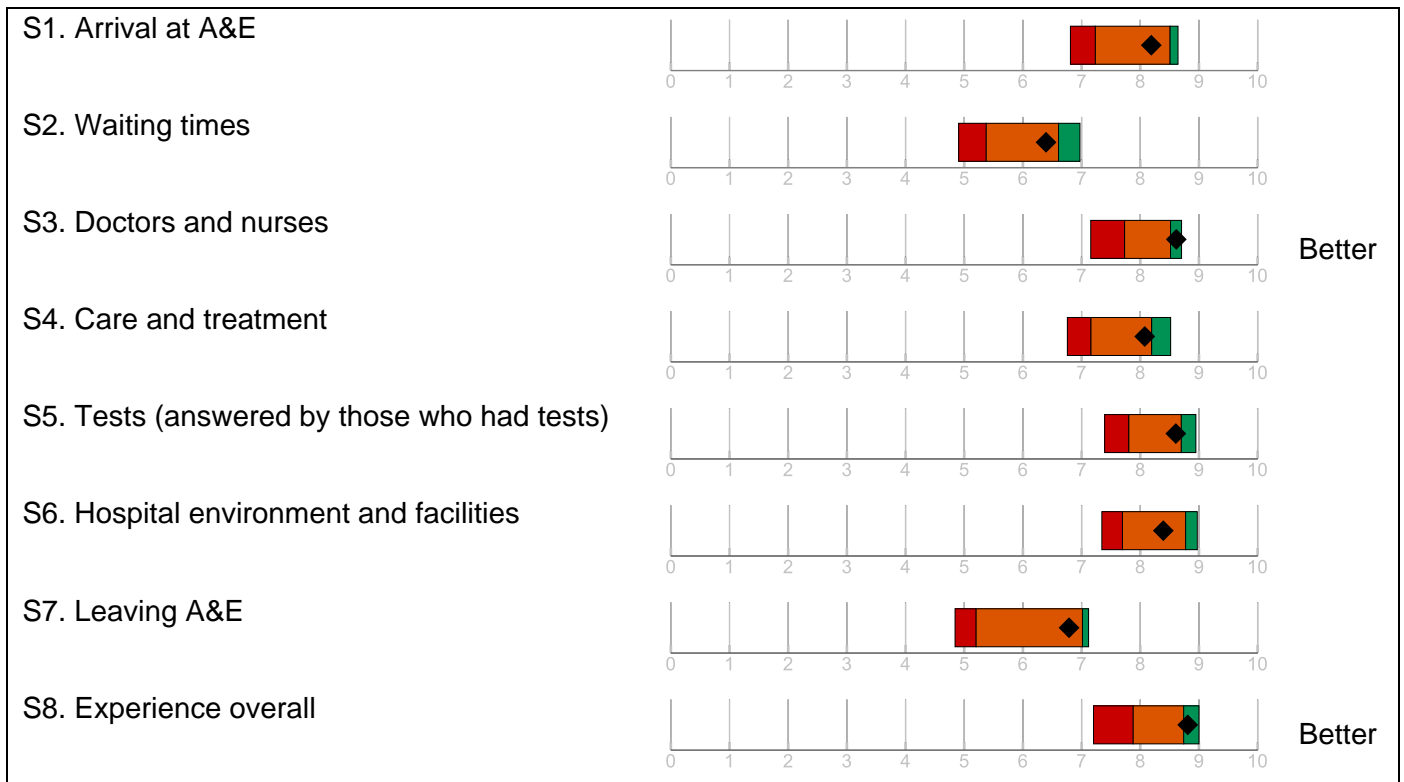 S1. Arrival at A&E
0 1 2 3 4 5 6 7 8 9 10
S2. Waiting times
0 1 2 3 4 5 6 7 8 9 10
S3. Doctors and nurses
Better
0 1 2 3 4 5 6 7 8 9 10
S4. Care and treatment
0 1 2 3 4 5 6 7 8 9 10
S5. Tests (answered by those who had tests)
0 1 2 3 4 5 6 7 8 9 10
S6. Hospital environment and facilities
0 1 2 3 4 5 6 7 8 9 10
S7. Leaving A&E
0 1 2 3 4 5 6 7 8 9 10
S8. Experience overall
Better
0 1 2 3 4 5 6 7 8 9 10